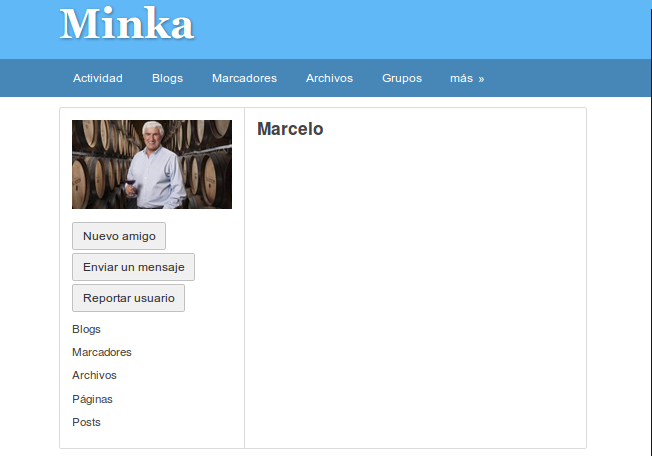 Minka
Actividad Blogs Marcadores Archivos Grupos más »
Marcelo
Nuevo amigo
Enviar un mensaje
Reportar usuario
Blogs
Marcadores
Archivos
Páginas
Posts